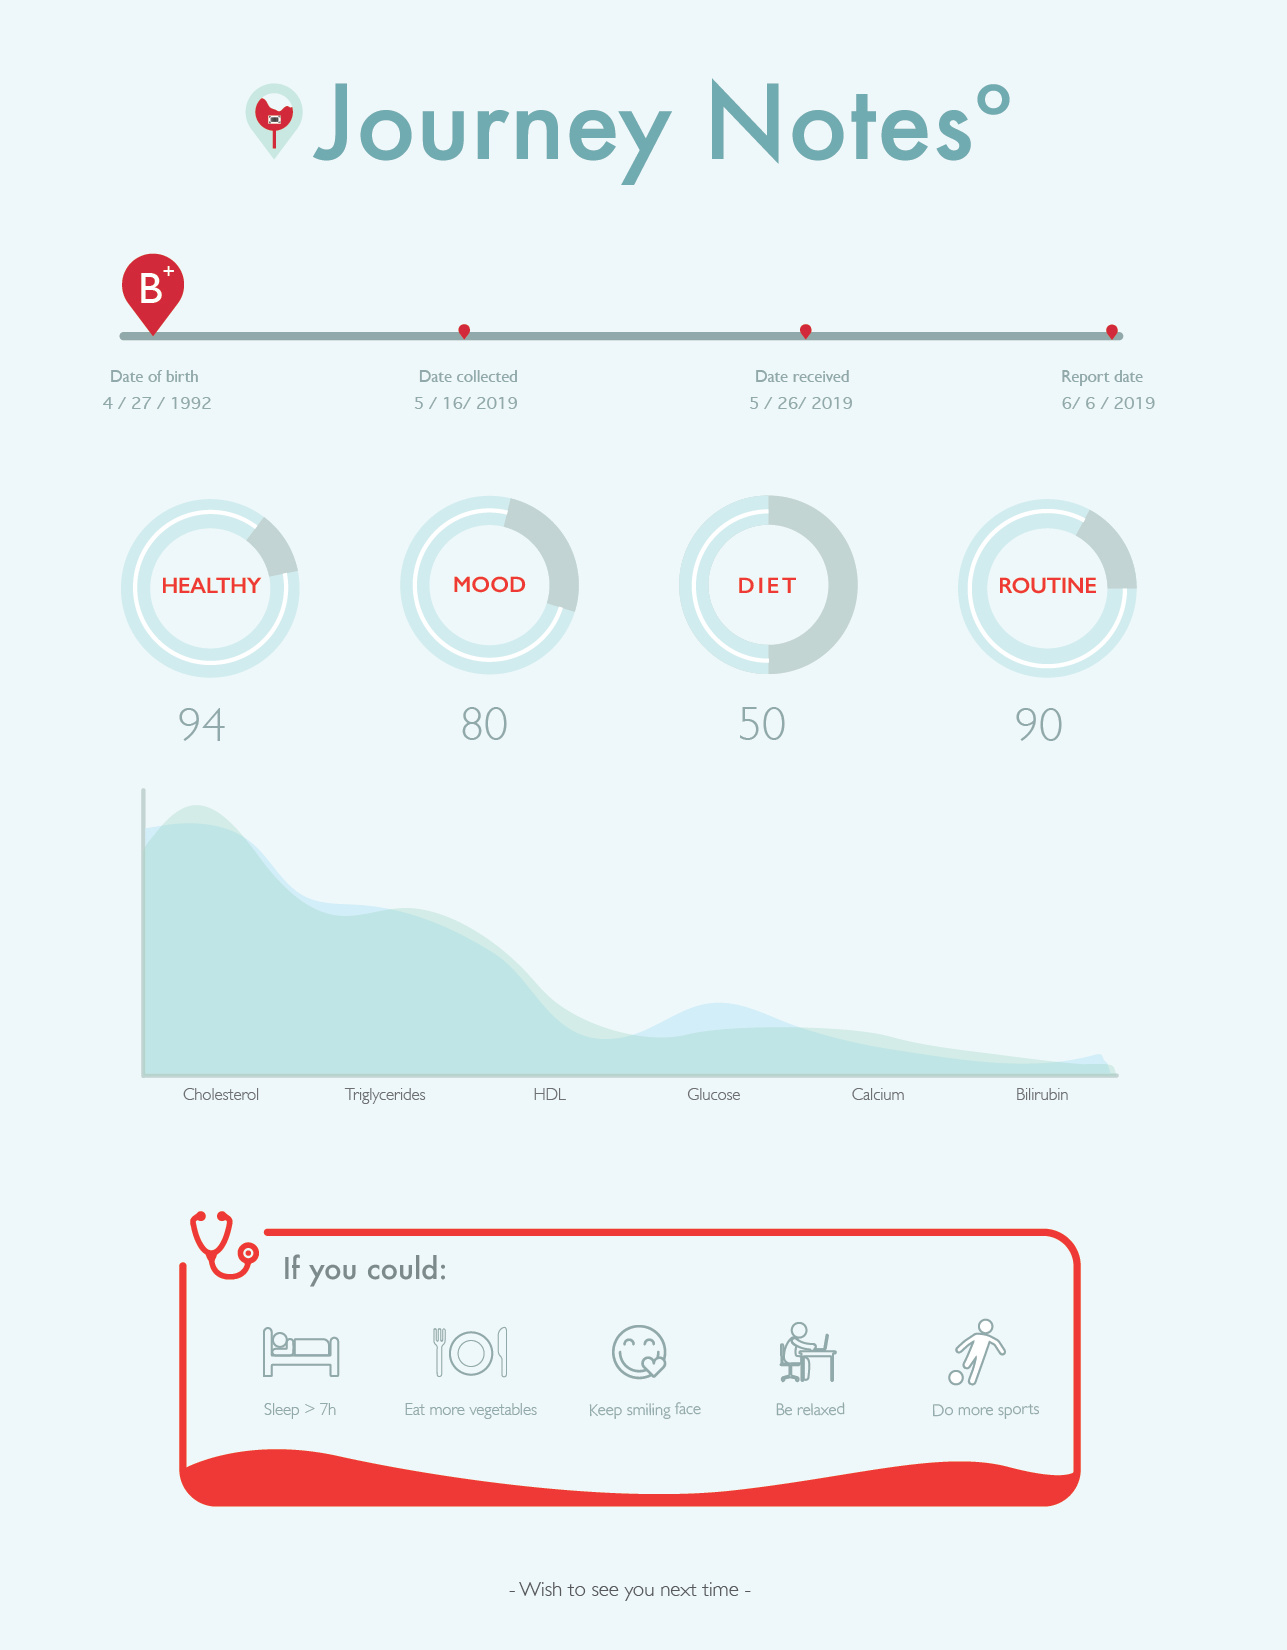 Journey Notes°
B+
Date of birth
4 / 27 / 1992
Date collected
5 / 16/ 2019
Date received
5 / 26/ 2019
Report date
6/ 6 / 2019
HEALTHY
MOOD
DIET
ROUTINE
94
80
50
90
Cholesterol
Triglycerides
HDL
Glucose
Calcium
Bilirubin
If you could:
Sleep > 7h
Eat more vegetables
Keep smiling face
Be relaxed
Do more sports
- Wish to see you next time -